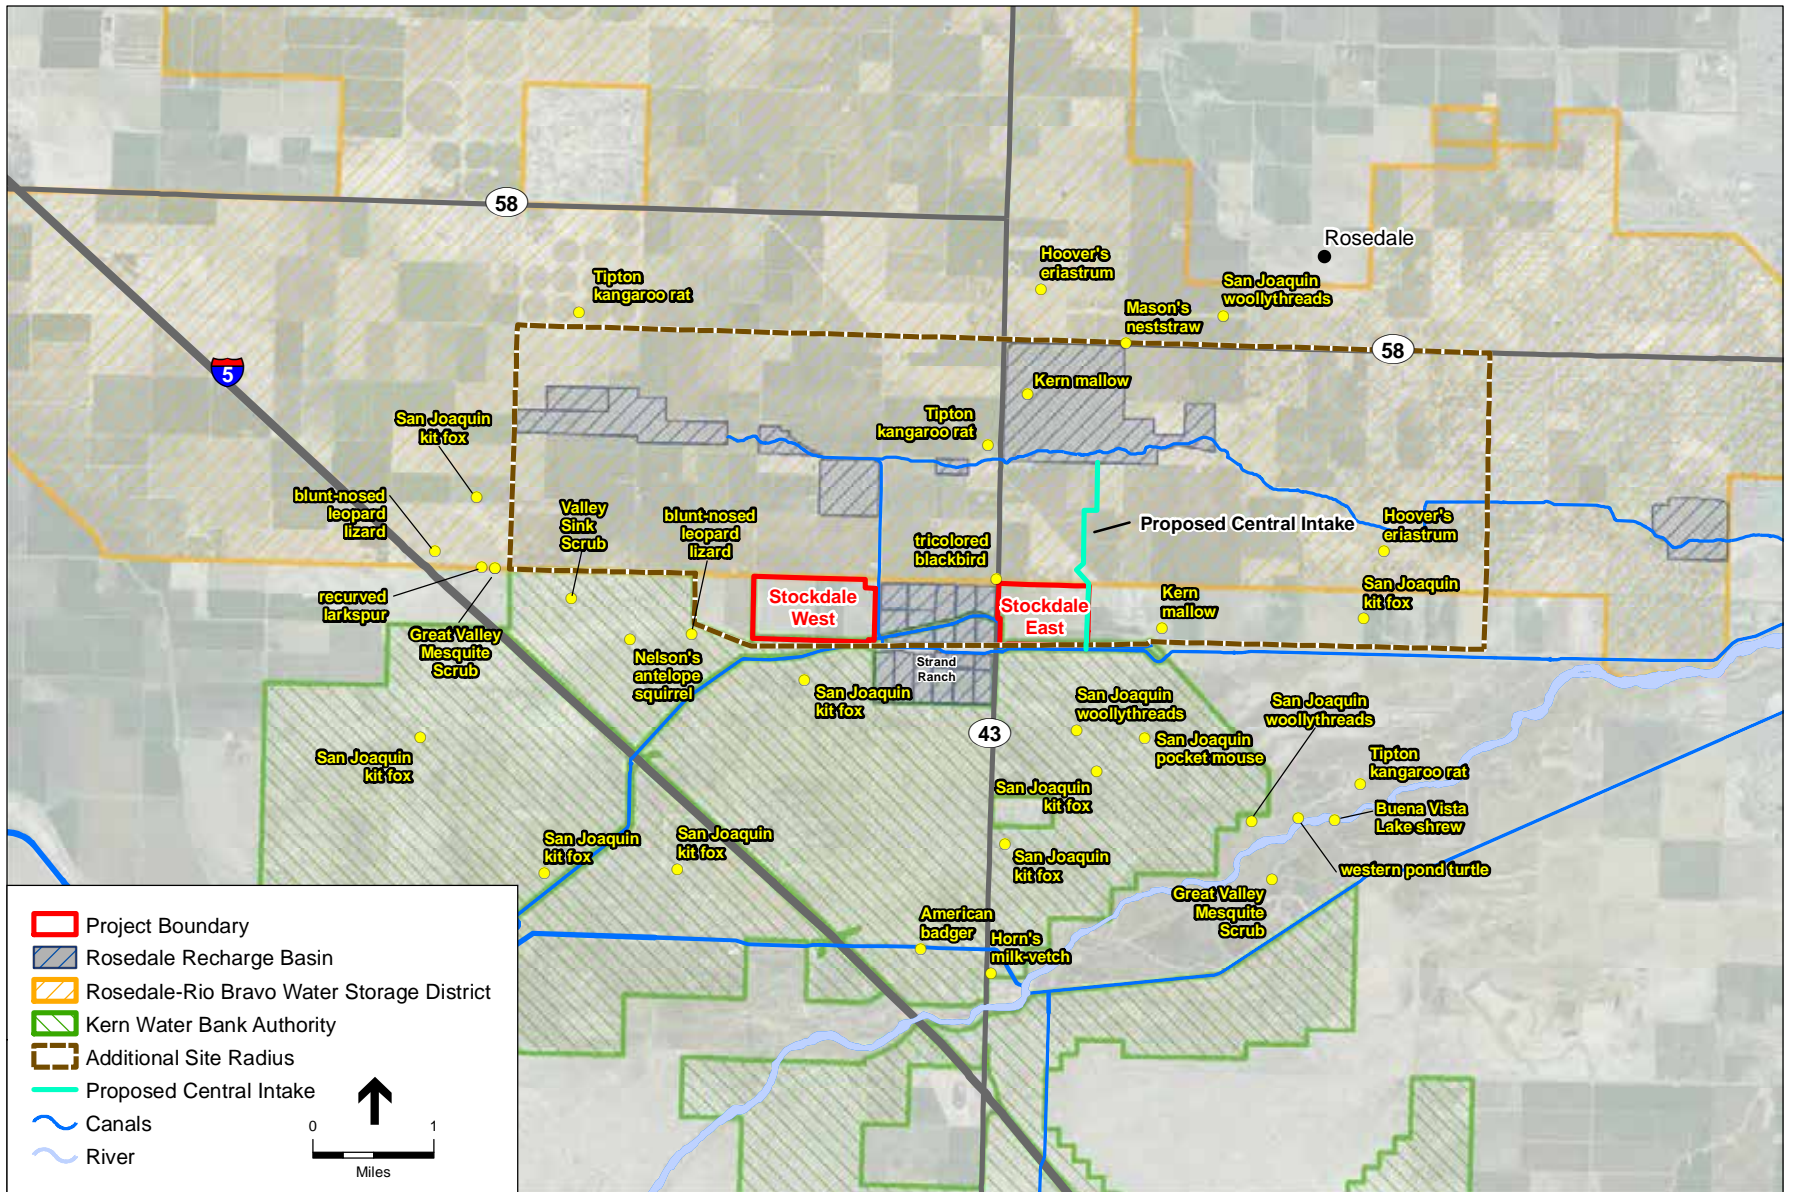 58
Rosedale
Hoover's
eriastrum
Tipton
kangaroo rat
San Joaquin
woollythreads
Mason's
neststraw
58
5
Kern mallow
San Joaquin
kit fox
Tipton
kangaroo rat
blunt-nosed
leopard
lizard
Valley
Sink
Scrub
blunt-nosed
leopard
lizard
Proposed Central Intake
Hoover's
eriastrum
tricolored
blackbird
recurved
larkspur
Stockdale
West
Stockdale
East
Kern
mallow
San Joaquin
kit fox
Great Valley
Mesquite
Scrub
Nelson's
antelope
squirrel
Strand
Ranch
San Joaquin
kit fox
San Joaquin
woollythreads
San Joaquin
woollythreads
43
San Joaquin
pocket mouse
San Joaquin
kit fox
Tipton
kangaroo rat
San Joaquin
kit fox
Buena Vista
Lake shrew
San Joaquin
kit fox
San Joaquin
kit fox
San Joaquin
kit fox
western pond turtle
Great Valley
Mesquite
Scrub
American
badger
Horn's
milk-vetch
Project Boundary
Rosedale Recharge Basin
Rosedale-Rio Bravo Water Storage District
Kern Water Bank Authority
Additional Site Radius
Proposed Central Intake
Canals
River
0 1
Miles